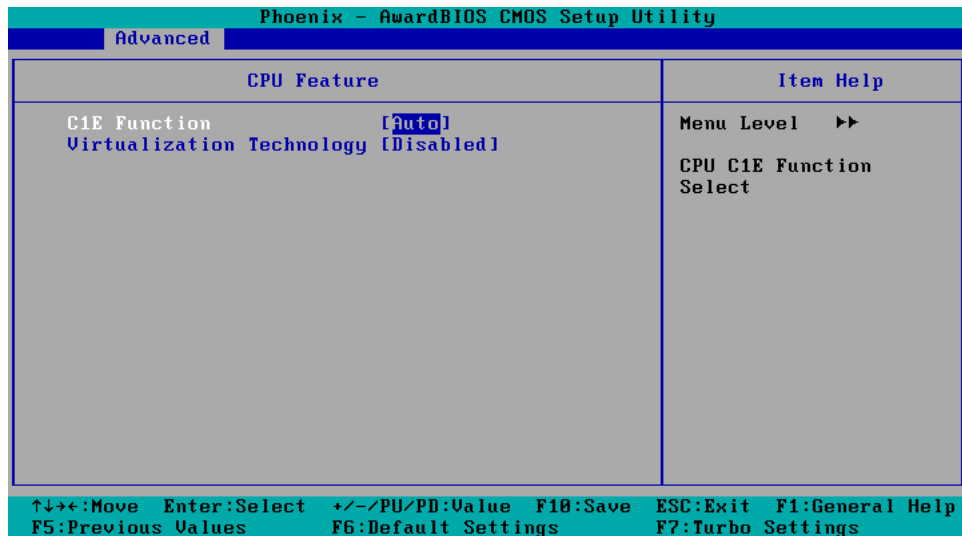 Phoenix - AwardBIOS CMOS Setup Utility
Advanced
CPU Feature
Item Help
C1E Function [Auto]
Virtualization Technology [Disabled]
Menu Level ▶▶
CPU C1E Function
Select
↑↓→←:Move Enter:Select +/-/PU/PD:Value F10:Save ESC:Exit F1:General Help
F5:Previous Values F6:Default Settings F7:Turbo Settings